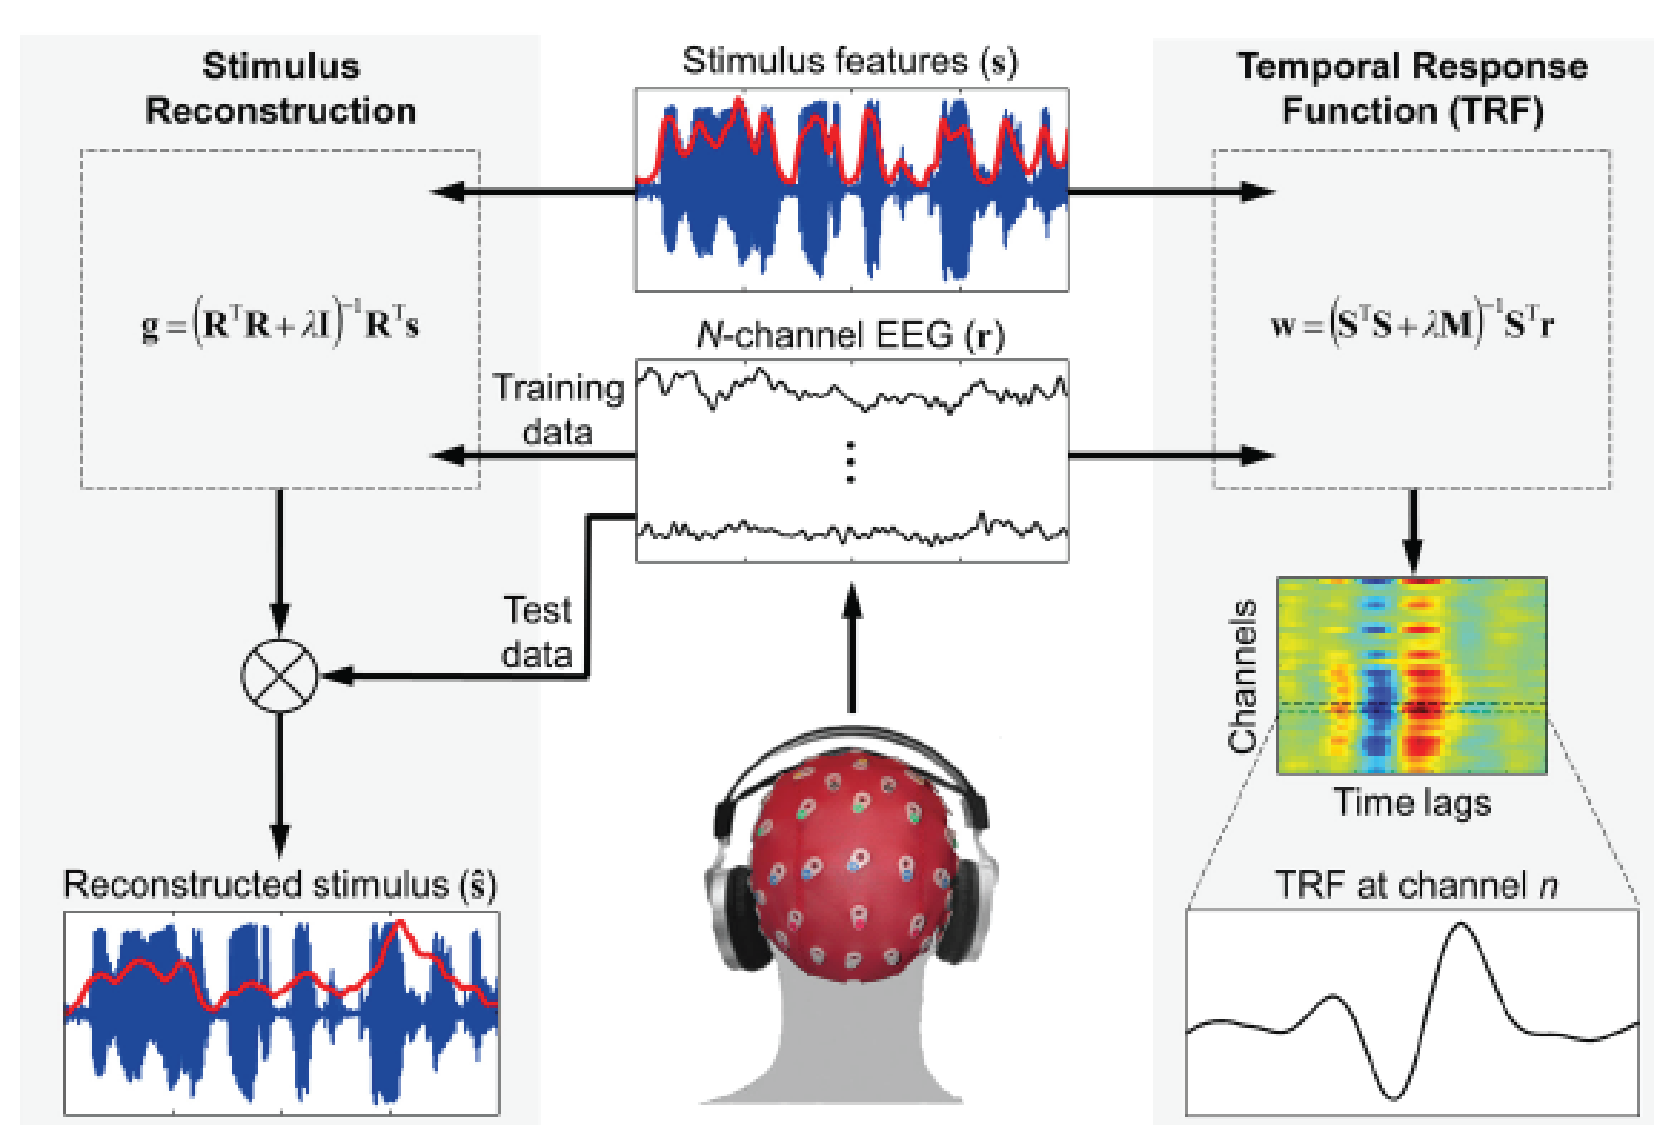 Stimulus
Reconstruction
g = (RᵀR + λI)⁻¹Rᵀs
Stimulus features (s)
N-channel EEG (r)
Training
data
Test
data
Reconstructed stimulus (ŝ)
Temporal Response
Function (TRF)
w = (SᵀS + λM)⁻¹Sᵀr
Channels
Time lags
TRF at channel n